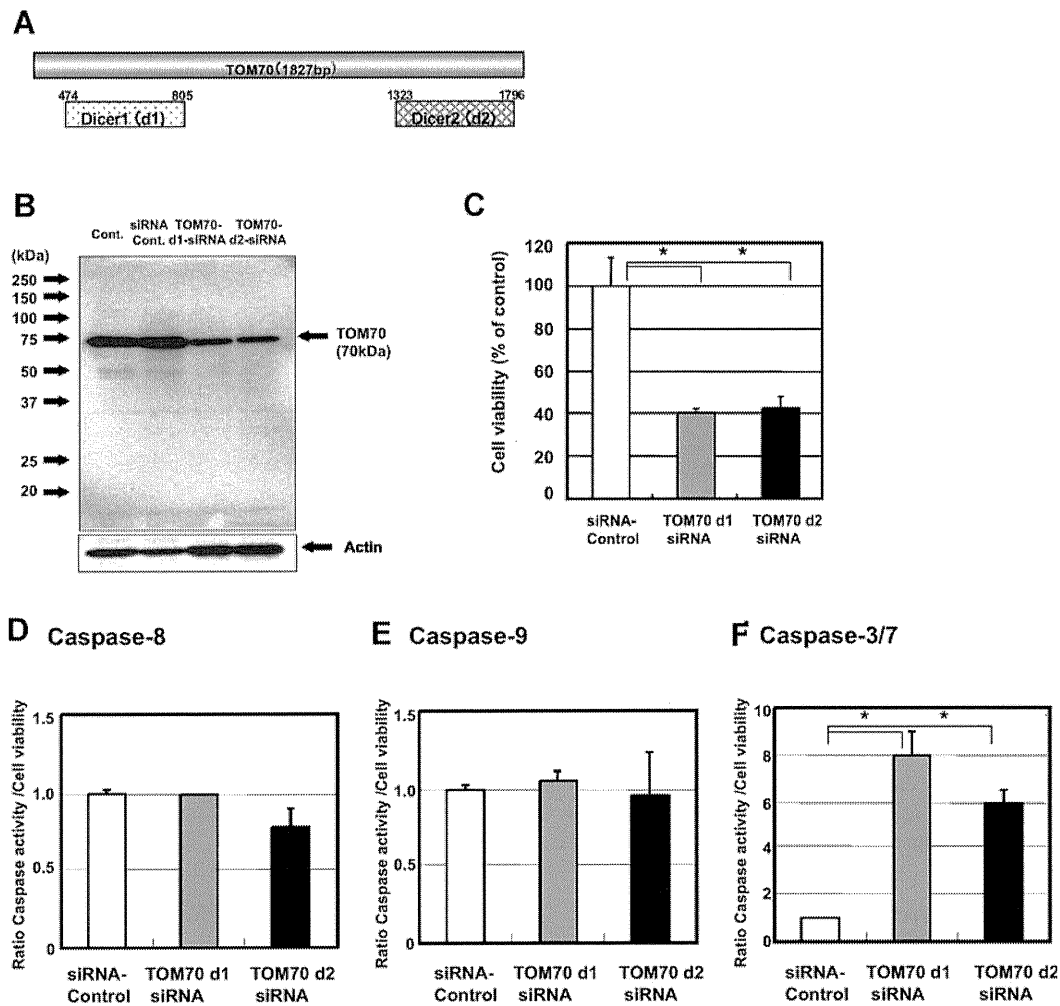 A
TOM70(1827bp)
474 805 1323 1796
Dicer1 (d1) Dicer2 (d2)
B
Cont. siRNA Cont. TOM70-d1-siRNA TOM70-d2-siRNA
(kDa)
250
150
100
75
50
37
25
20
TOM70
(70kDa)
Actin
C
Cell viability (% of control)
120
100
80
60
40
20
0
* *
siRNA-Control TOM70 d1 siRNA TOM70 d2 siRNA
D Caspase-8
Ratio Caspase activity /Cell viability
1.5
1.0
0.5
0
siRNA-Control TOM70 d1 siRNA TOM70 d2 siRNA
E Caspase-9
Ratio Caspase activity /Cell viability
1.5
1.0
0.5
0
siRNA-Control TOM70 d1 siRNA TOM70 d2 siRNA
F Caspase-3/7
Ratio Caspase activity /Cell viability
10
8
6
4
2
0
* *
siRNA-Control TOM70 d1 siRNA TOM70 d2 siRNA